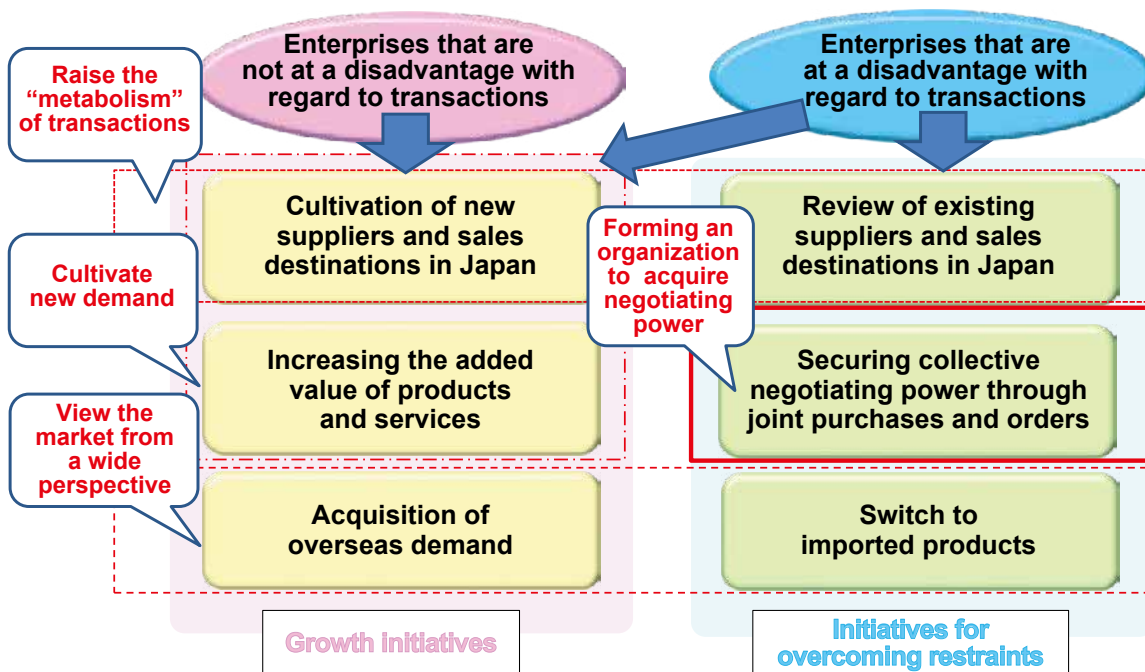 Enterprises that are
not at a disadvantage with
regard to transactions
Enterprises that are
at a disadvantage with
regard to transactions
Raise the
“metabolism”
of transactions
Cultivation of new
suppliers and sales
destinations in Japan
Forming an
organization
to acquire
negotiating
power
Review of existing
suppliers and sales
destinations in Japan
Cultivate
new demand
Increasing the added
value of products
and services
Securing collective
negotiating power through
joint purchases and orders
View the
market from
a wide
perspective
Acquisition of
overseas demand
Switch to
imported products
Growth initiatives
Initiatives for
overcoming restraints